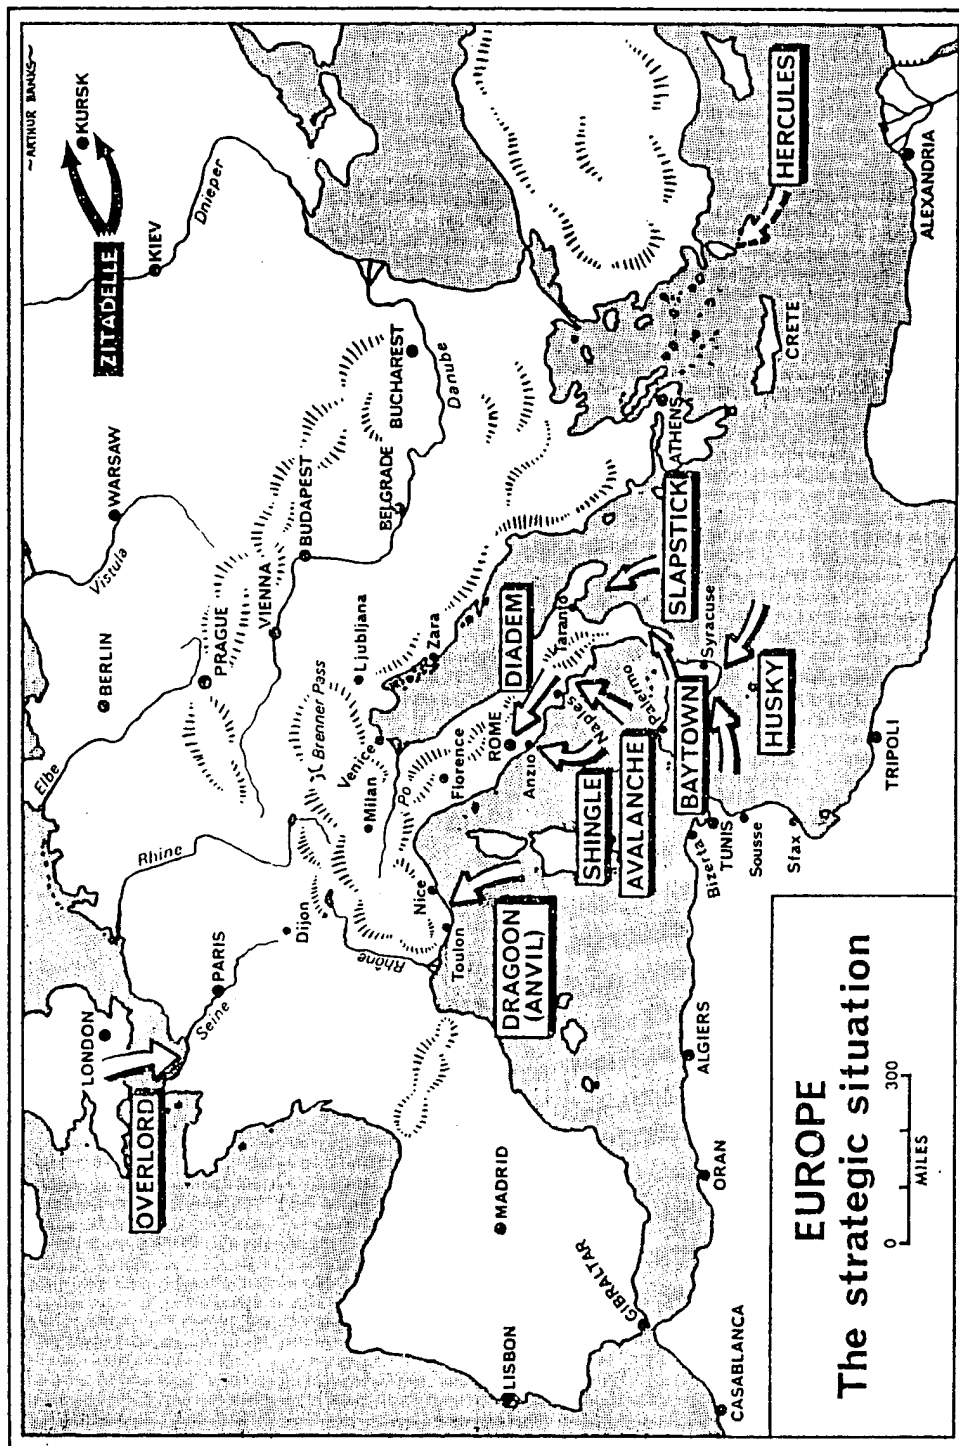 ~ARTHUR BANKS~
KURSK
ZITADELLE
KIEV
Dnieper
WARSAW
Vistula
BERLIN
Elbe
PRAGUE
VIENNA
BUDAPEST
BUCHAREST
BELGRADE
Danube
LONDON
OVERLORD
PARIS
Seine
Rhine
Dijon
Rhône
Brenner Pass
Ljubljana
Venice
Milan
Zara
Po
Florence
Nice
Toulon
ROME
DIADEM
Anzio
Naples
Taranto
DRAGOON
(ANVIL)
SHINGLE
AVALANCHE
BAYTOWN
SLAPSTICK
HUSKY
HERCULES
Palermo
Syracuse
ATHENS
CRETE
ALEXANDRIA
TRIPOLI
Bizerta
TUNIS
Sousse
Sfax
ALGIERS
ORAN
MADRID
LISBON
GIBRALTAR
CASABLANCA
EUROPE
The strategic situation
0 300
MILES